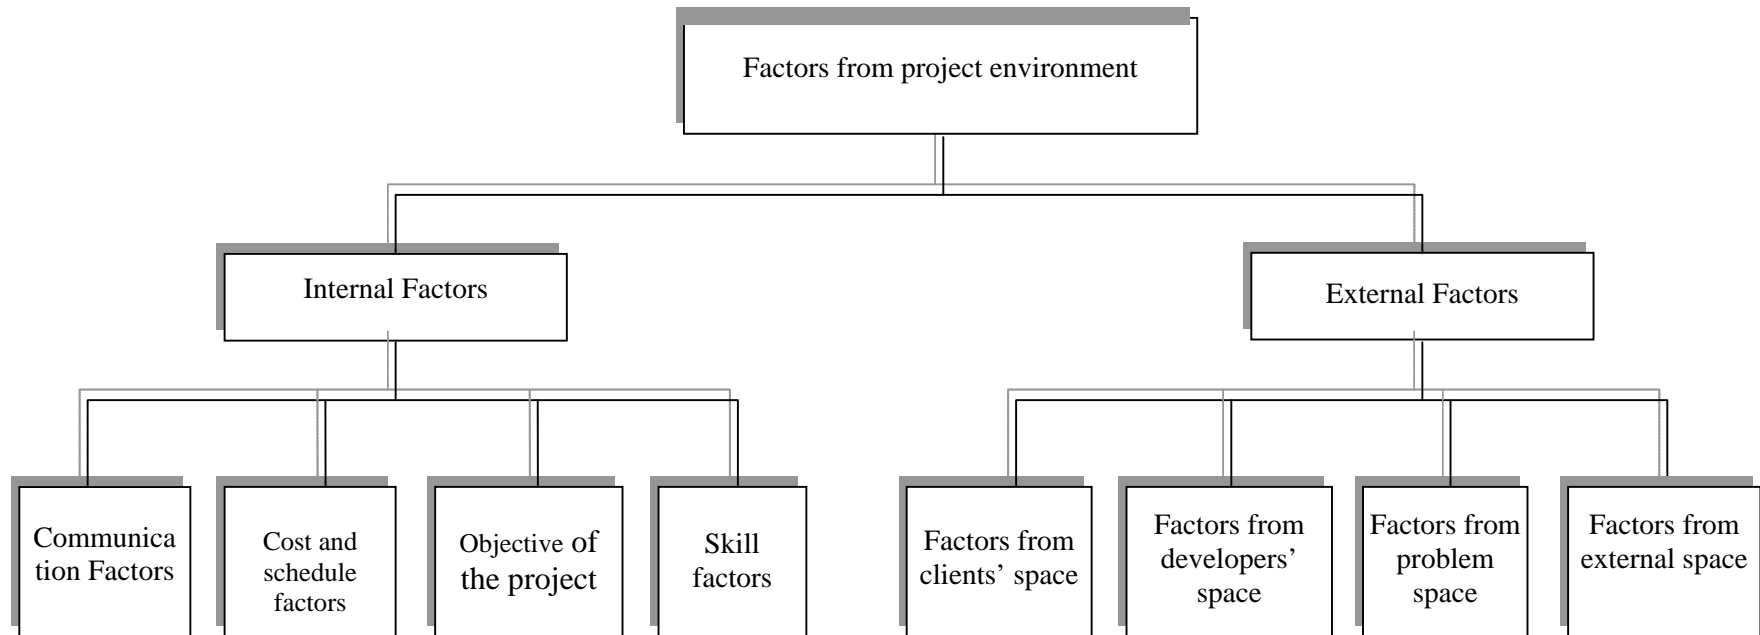 Factors from project environment
Internal Factors
External Factors
Communica
tion Factors
Cost and
schedule
factors
Objective of
the project
Skill
factors
Factors from
clients’ space
Factors from
developers’
space
Factors from
problem
space
Factors from
external space